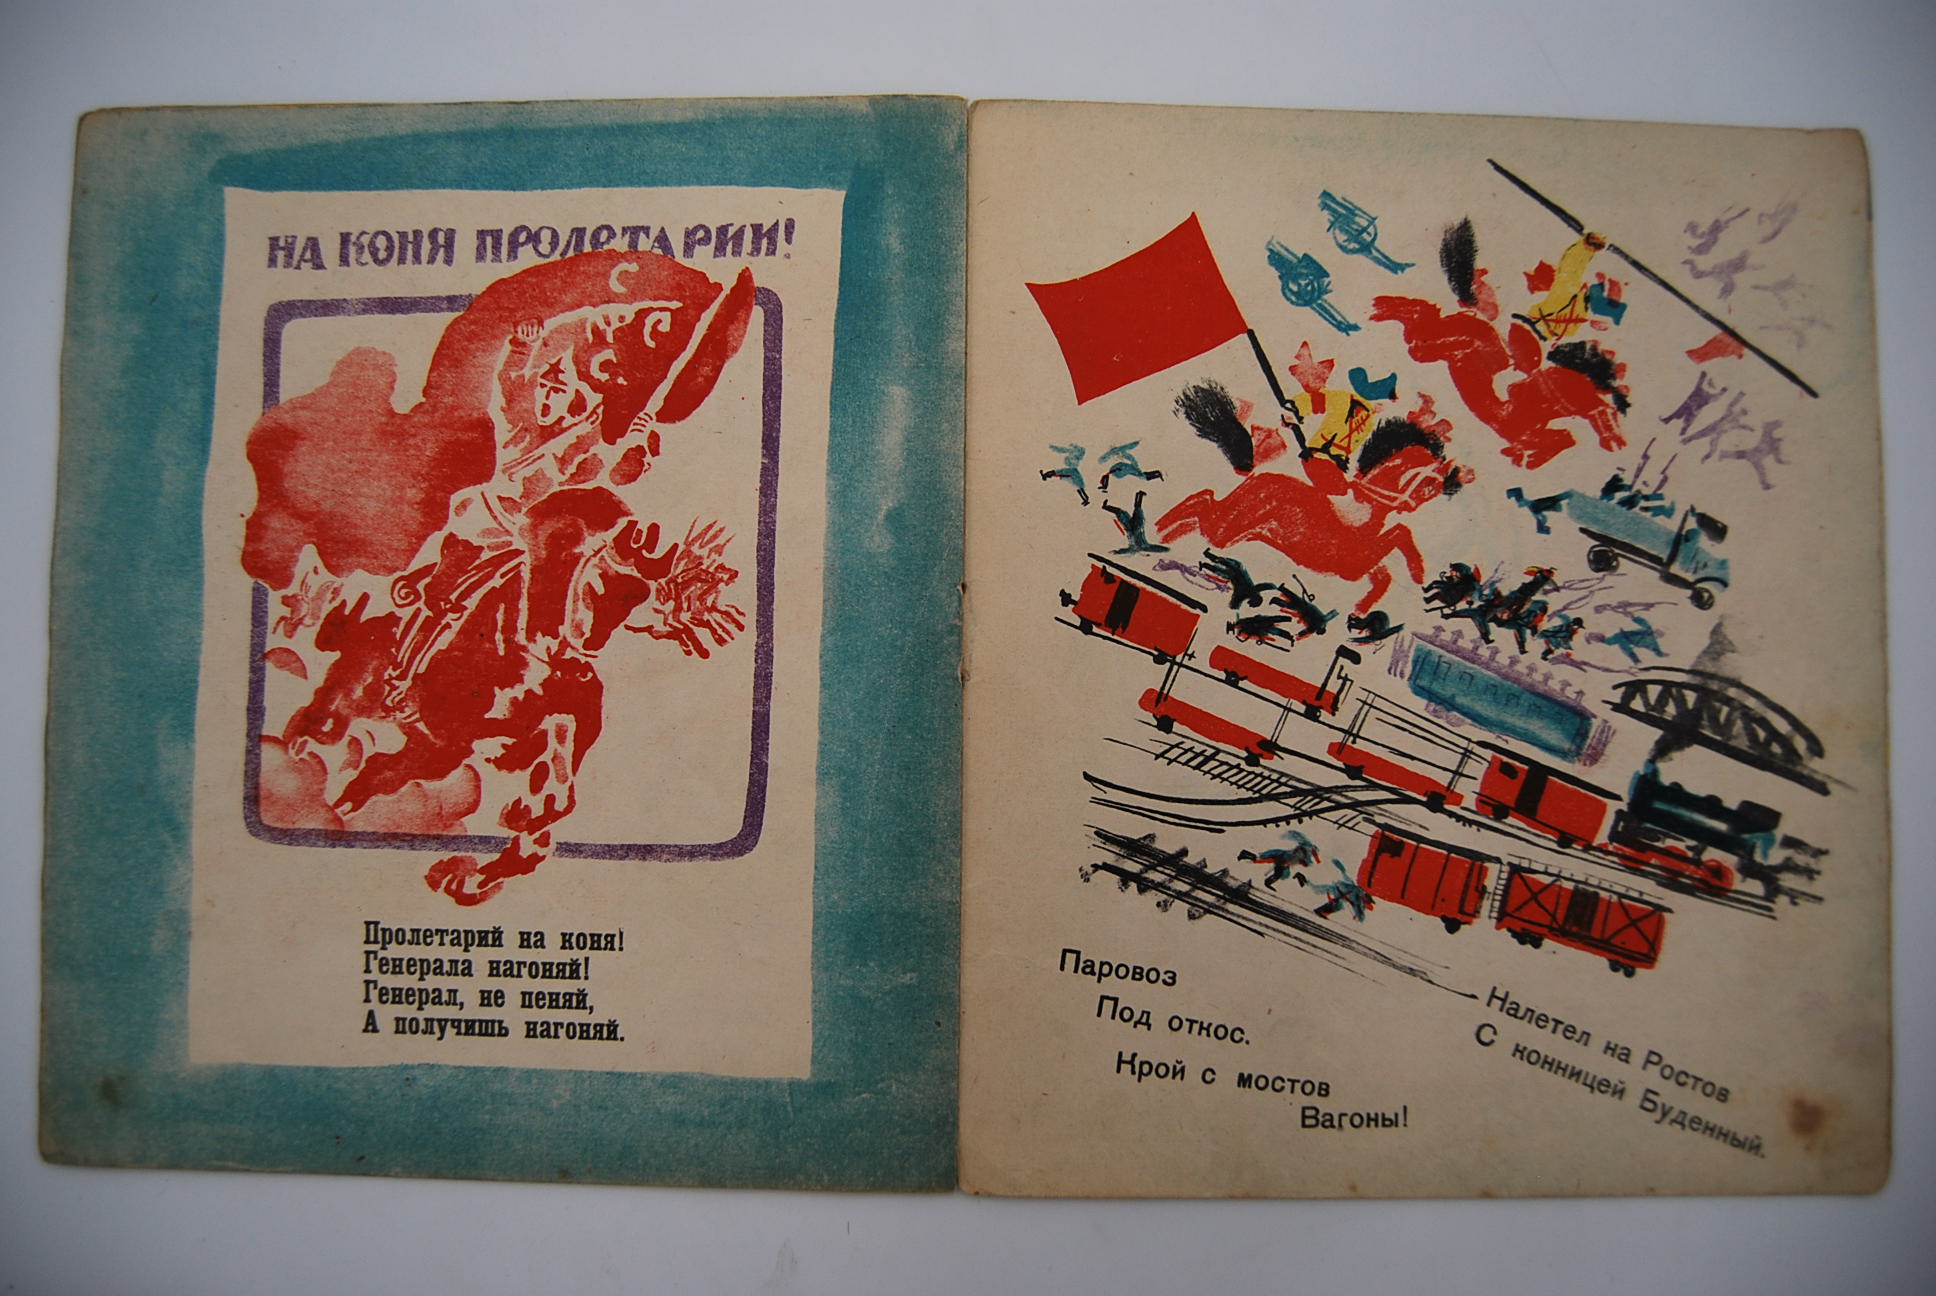 НА КОНЯ ПРОЛЕТАРИИ!
РСФСР
Пролетарий на коня!
Генерала нагоняй!
Генерал, не пеняй,
А получишь нагоняй.
Паровоз
Под откос.
Крой с мостов
Вагоны!
Налетел на Ростов
С конницей Буденный.